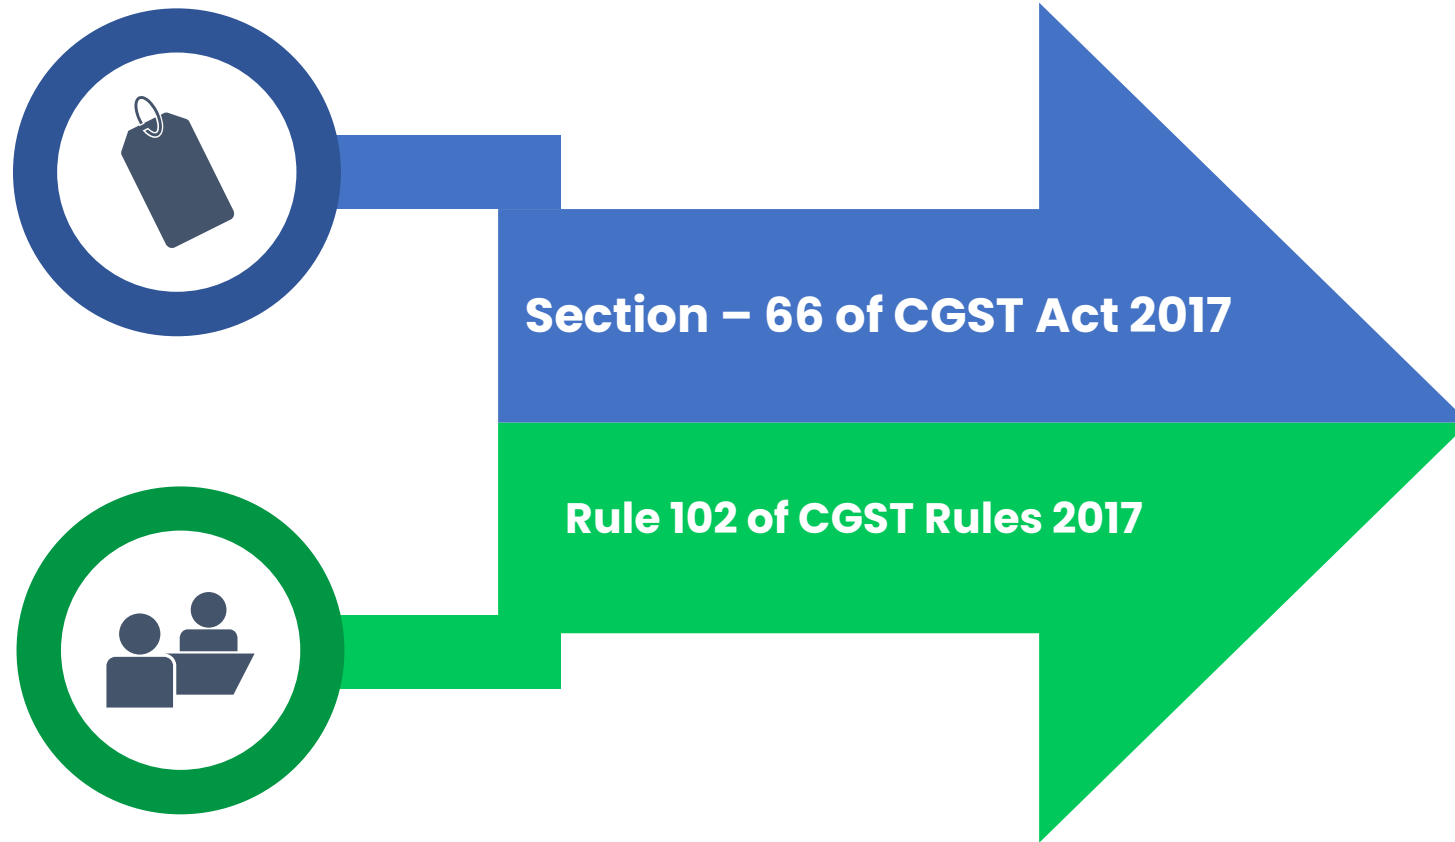 Section – 66 of CGST Act 2017
Rule 102 of CGST Rules 2017